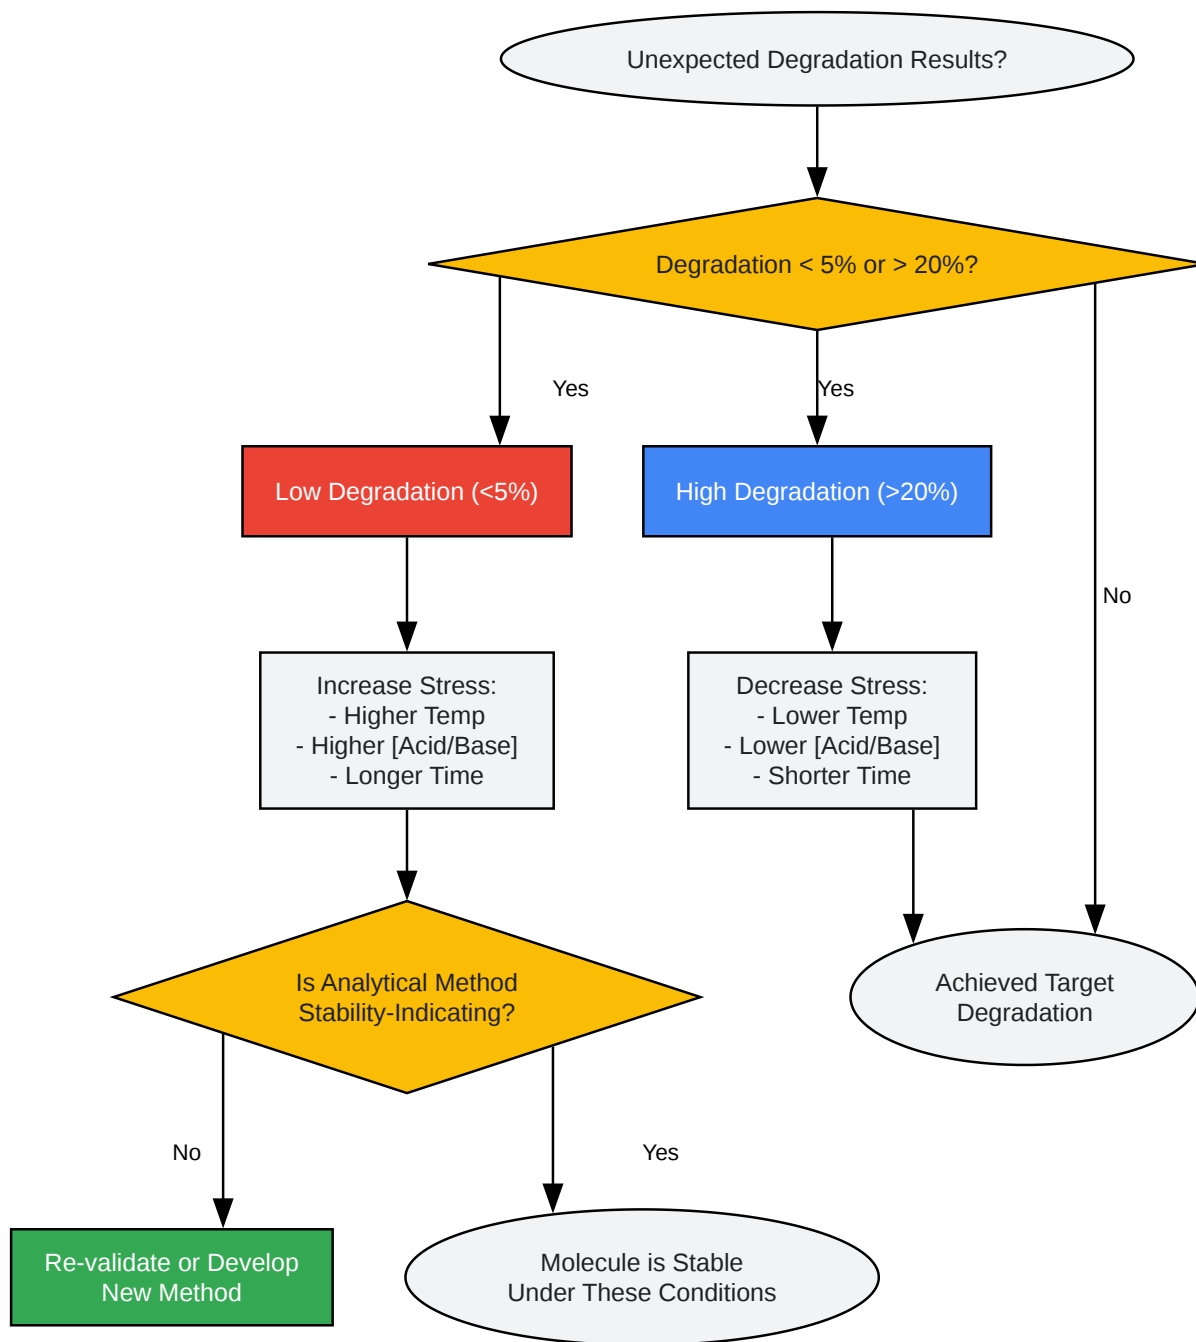 Unexpected Degradation Results?
Degradation < 5% or > 20%?
Yes
Yes
Low Degradation (<5%)
High Degradation (>20%)
No
Increase Stress:
- Higher Temp
- Higher [Acid/Base]
- Longer Time
Decrease Stress:
- Lower Temp
- Lower [Acid/Base]
- Shorter Time
Is Analytical Method
Stability-Indicating?
Achieved Target
Degradation
No
Yes
Re-validate or Develop
New Method
Molecule is Stable
Under These Conditions